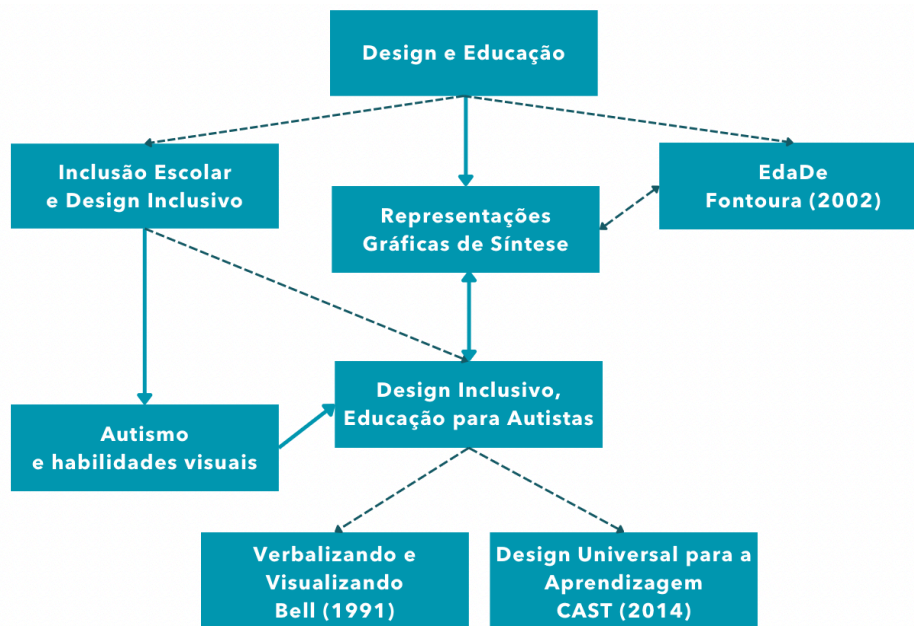 Design e Educação
Inclusão Escolar
e Design Inclusivo
EdaDe
Fontoura (2002)
Representações
Gráficas de Síntese
Design Inclusivo,
Educação para Autistas
Autismo
e habilidades visuais
Verbalizando e
Visualizando
Bell (1991)
Design Universal para a
Aprendizagem
CAST (2014)